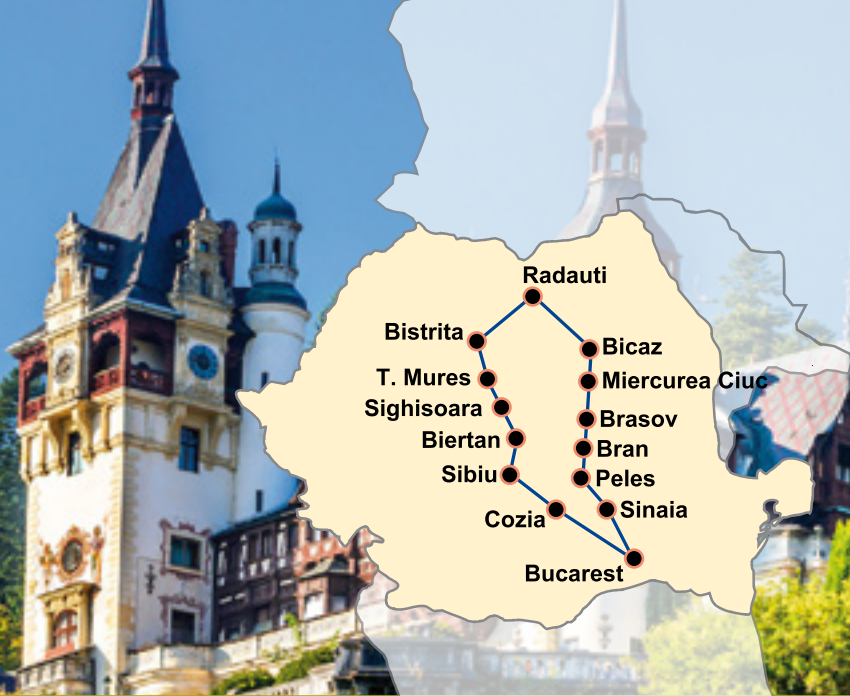 Radauti
Bistrita
Bicaz
T. Mures
Miercurea Ciuc
Sighisoara
Brasov
Biertan
Bran
Sibiu
Peles
Cozia
Sinaia
Bucarest